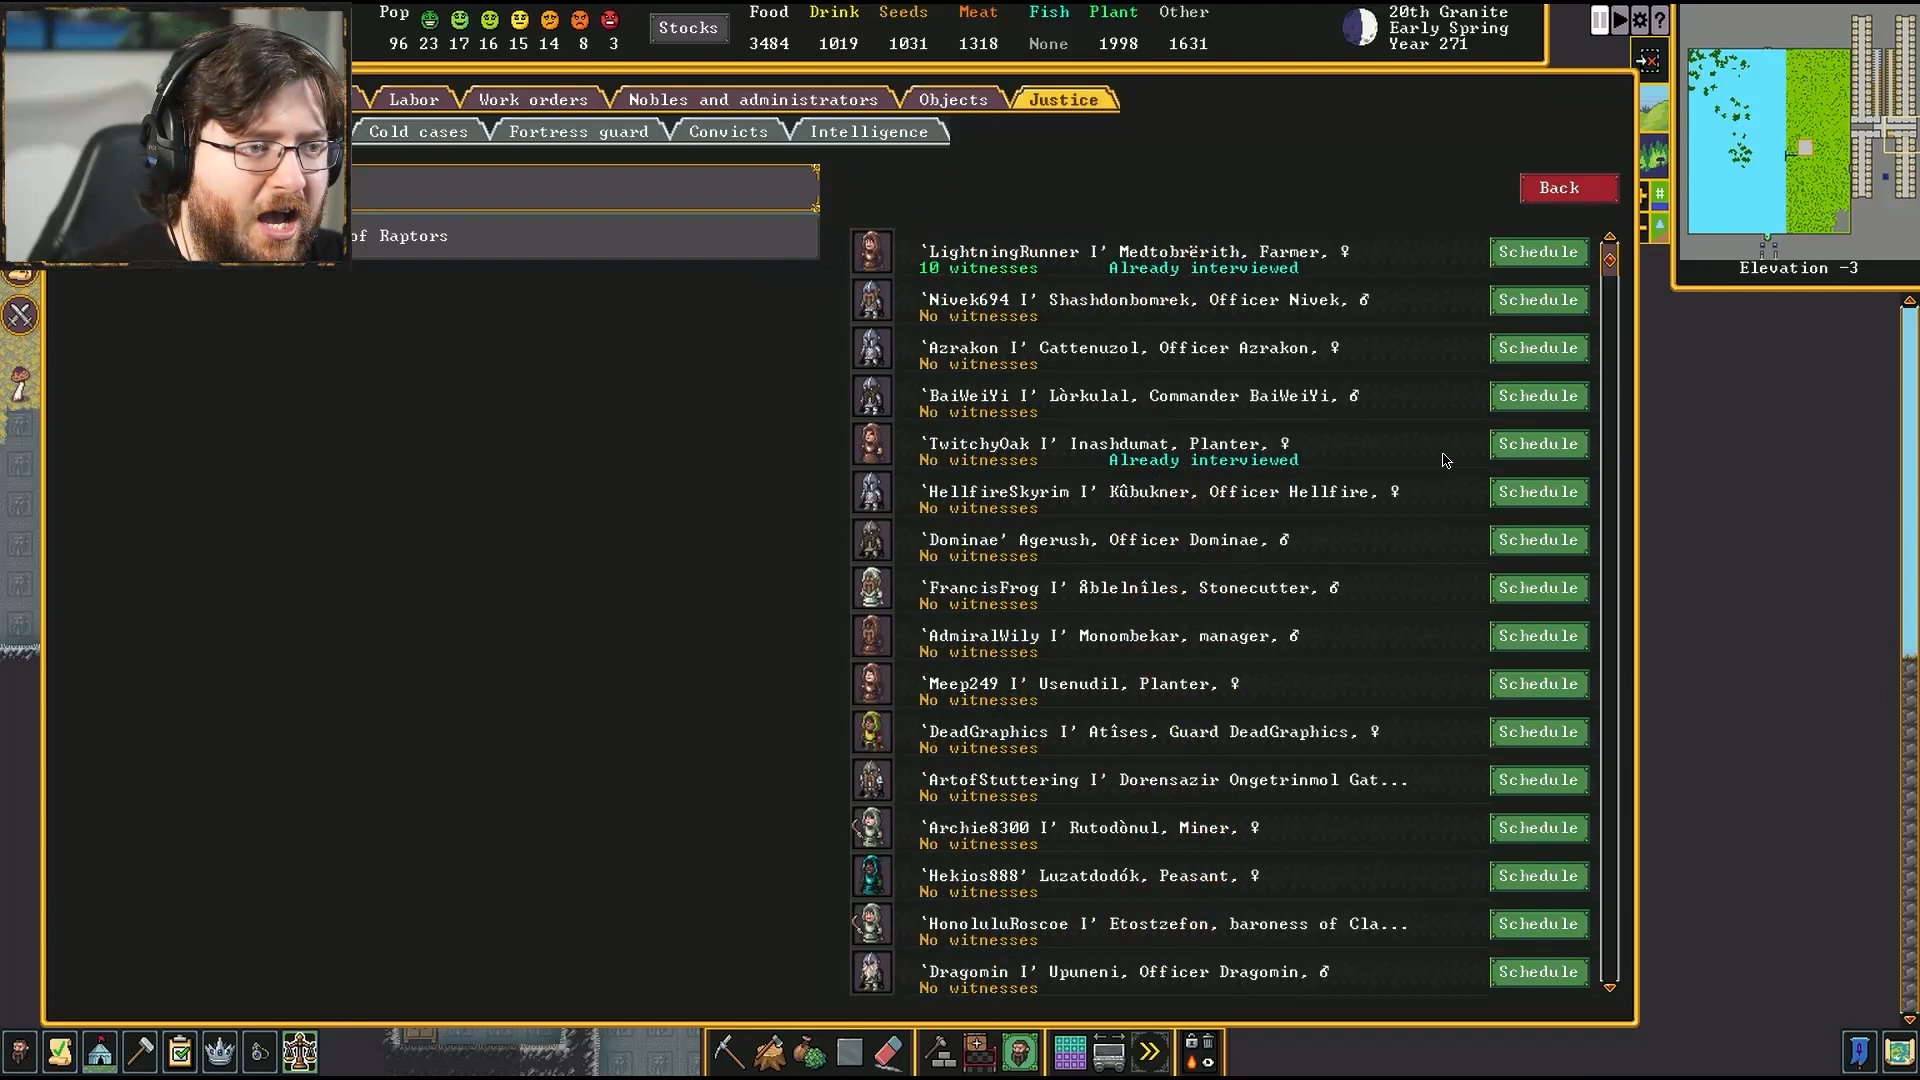 Pop
96 23 17 16 15 14 8 3
Stocks
Food Drink Seeds Meat Fish Plant Other
3484 1019 1031 1318 None 1998 1631
20th Granite
Early Spring
Year 271
Labor Work orders Nobles and administrators Objects Justice
Cold cases Fortress guard Convicts Intelligence
of Raptors
Back
Elevation -3
`LightningRunner I' Medtobrërith, Farmer, ♀ Schedule
10 witnesses Already interviewed
`Nivek694 I' Shashdonbomrek, Officer Nivek, ♂ Schedule
No witnesses
`Azrakon I' Cattenuzol, Officer Azrakon, ♀ Schedule
No witnesses
`BaiWeiYi I' Lòrkulal, Commander BaiWeiYi, ♂ Schedule
No witnesses
`TwitchyOak I' Inashdumat, Planter, ♀ Schedule
No witnesses Already interviewed
`HellfireSkyrim I' Kûbukner, Officer Hellfire, ♀ Schedule
No witnesses
`Dominae' Agerush, Officer Dominae, ♂ Schedule
No witnesses
`FrancisFrog I' Åblelnîles, Stonecutter, ♂ Schedule
No witnesses
`AdmiralWily I' Monombekar, manager, ♂ Schedule
No witnesses
`Meep249 I' Usenudil, Planter, ♀ Schedule
No witnesses
`DeadGraphics I' Atîses, Guard DeadGraphics, ♀ Schedule
No witnesses
`ArtofStuttering I' Dorensazir Ongetrinmol Gat... Schedule
No witnesses
`Archie8300 I' Rutodònul, Miner, ♀ Schedule
No witnesses
`Hekios888' Luzatdodók, Peasant, ♀ Schedule
No witnesses
`HonoluluRoscoe I' Etostzefon, baroness of Cla... Schedule
No witnesses
`Dragomin I' Upuneni, Officer Dragomin, ♂ Schedule
No witnesses